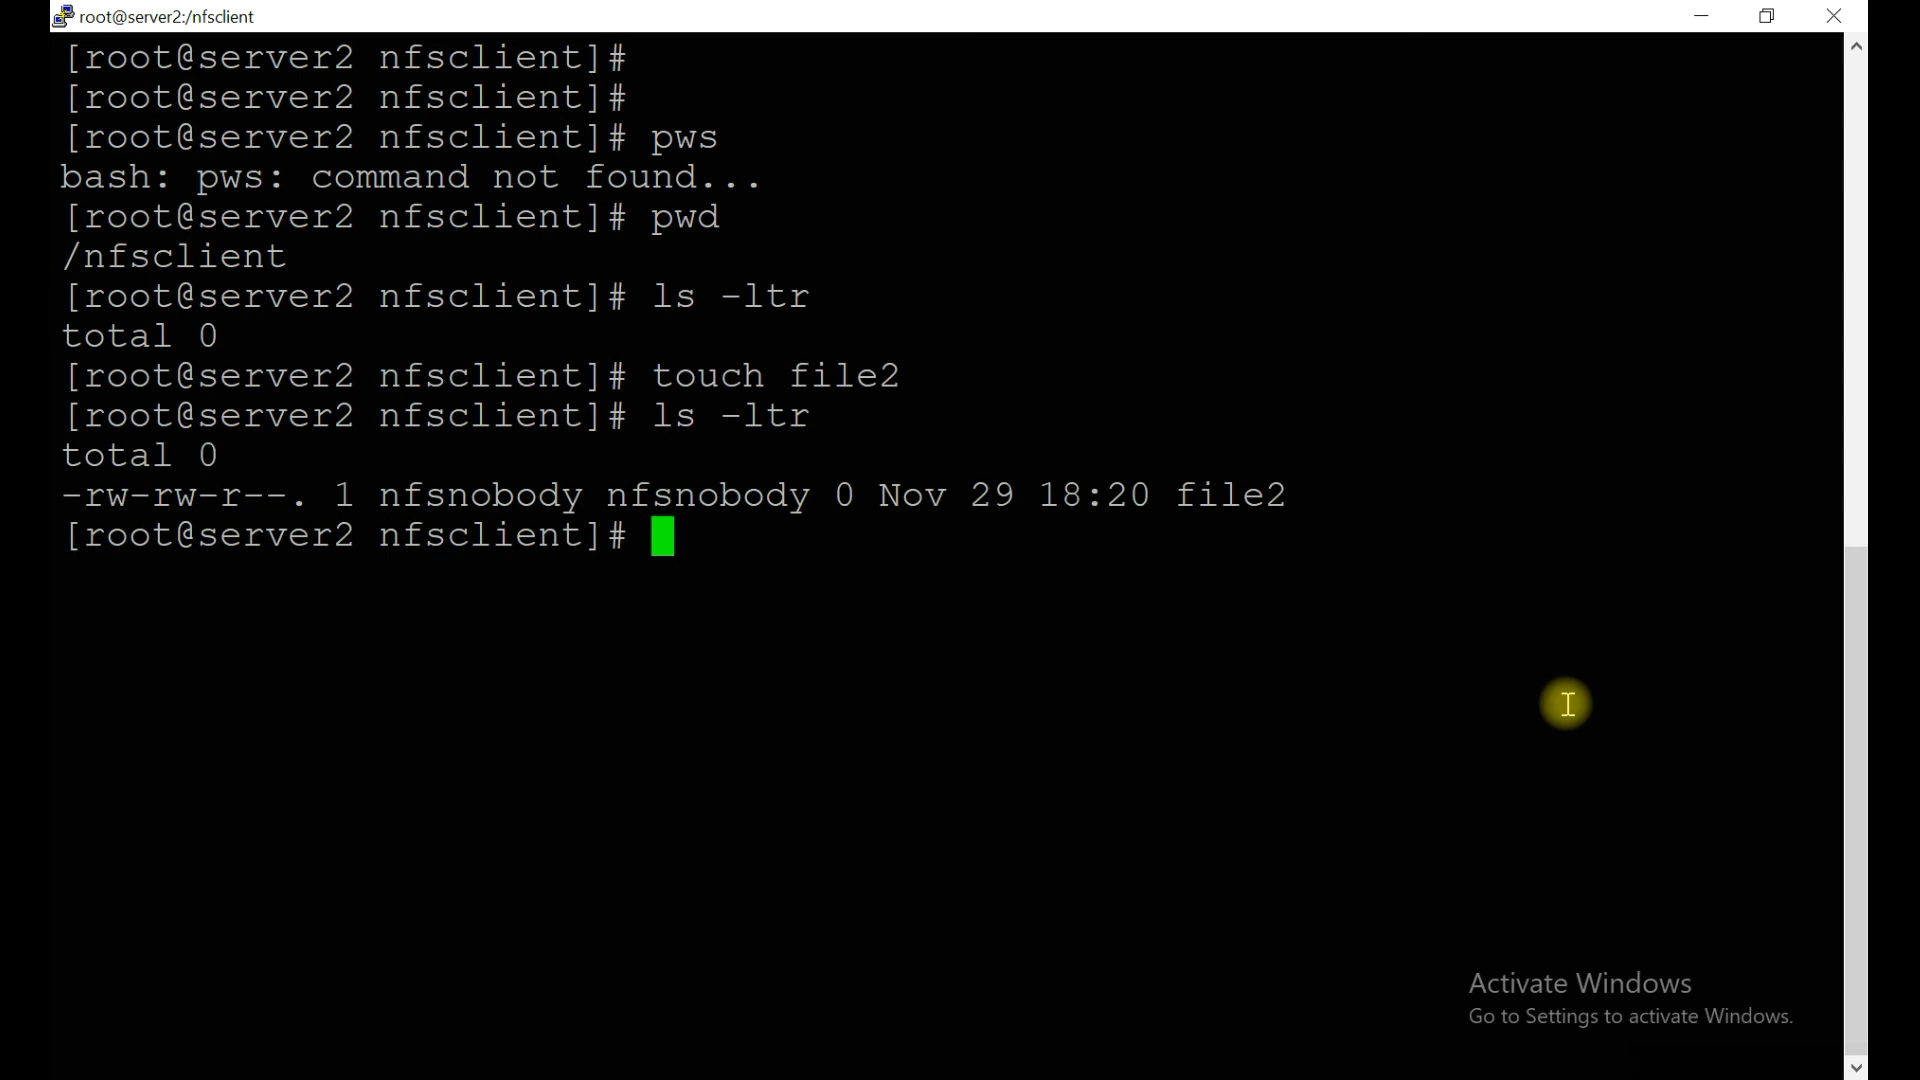 root@server2:/nfsclient
[root@server2 nfsclient]#
[root@server2 nfsclient]#
[root@server2 nfsclient]# pws
bash: pws: command not found...
[root@server2 nfsclient]# pwd
/nfsclient
[root@server2 nfsclient]# ls -ltr
total 0
[root@server2 nfsclient]# touch file2
[root@server2 nfsclient]# ls -ltr
total 0
-rw-rw-r--. 1 nfsnobody nfsnobody 0 Nov 29 18:20 file2
[root@server2 nfsclient]#
Activate Windows
Go to Settings to activate Windows.